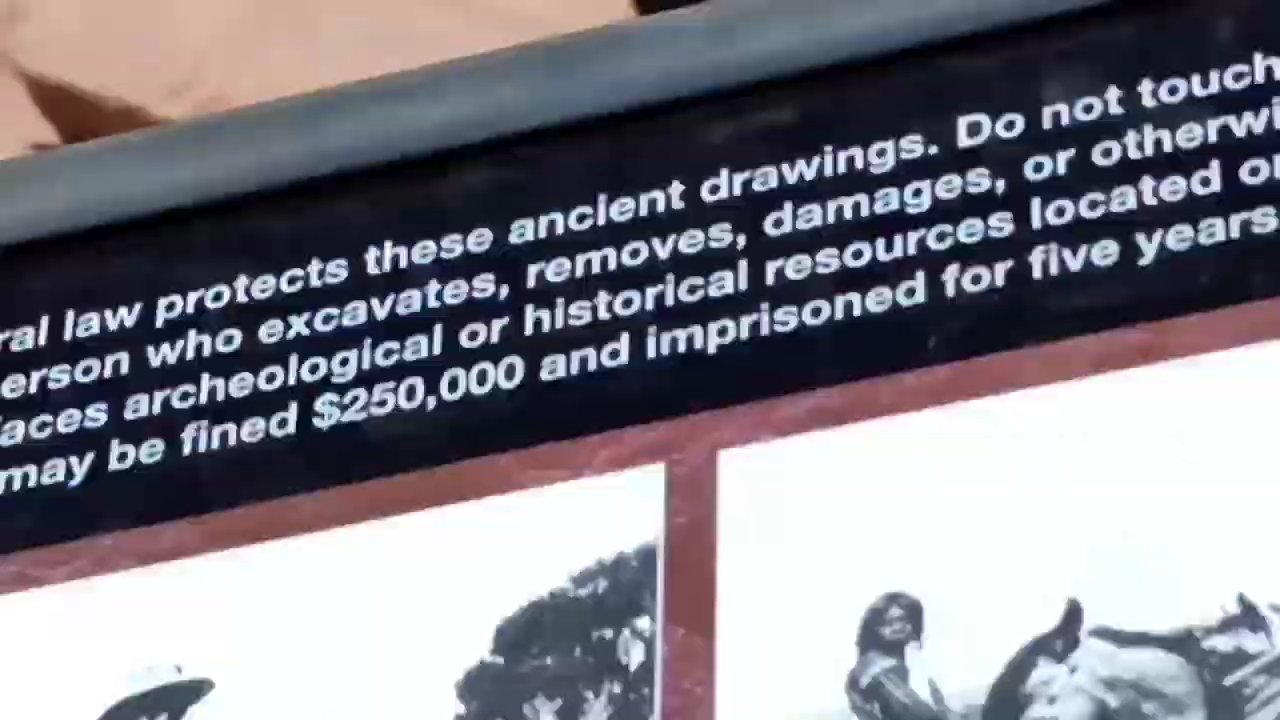 ral law protects these ancient drawings. Do not touch
erson who excavates, removes, damages, or otherwi
aces archeological or historical resources located o
may be fined $250,000 and imprisoned for five years